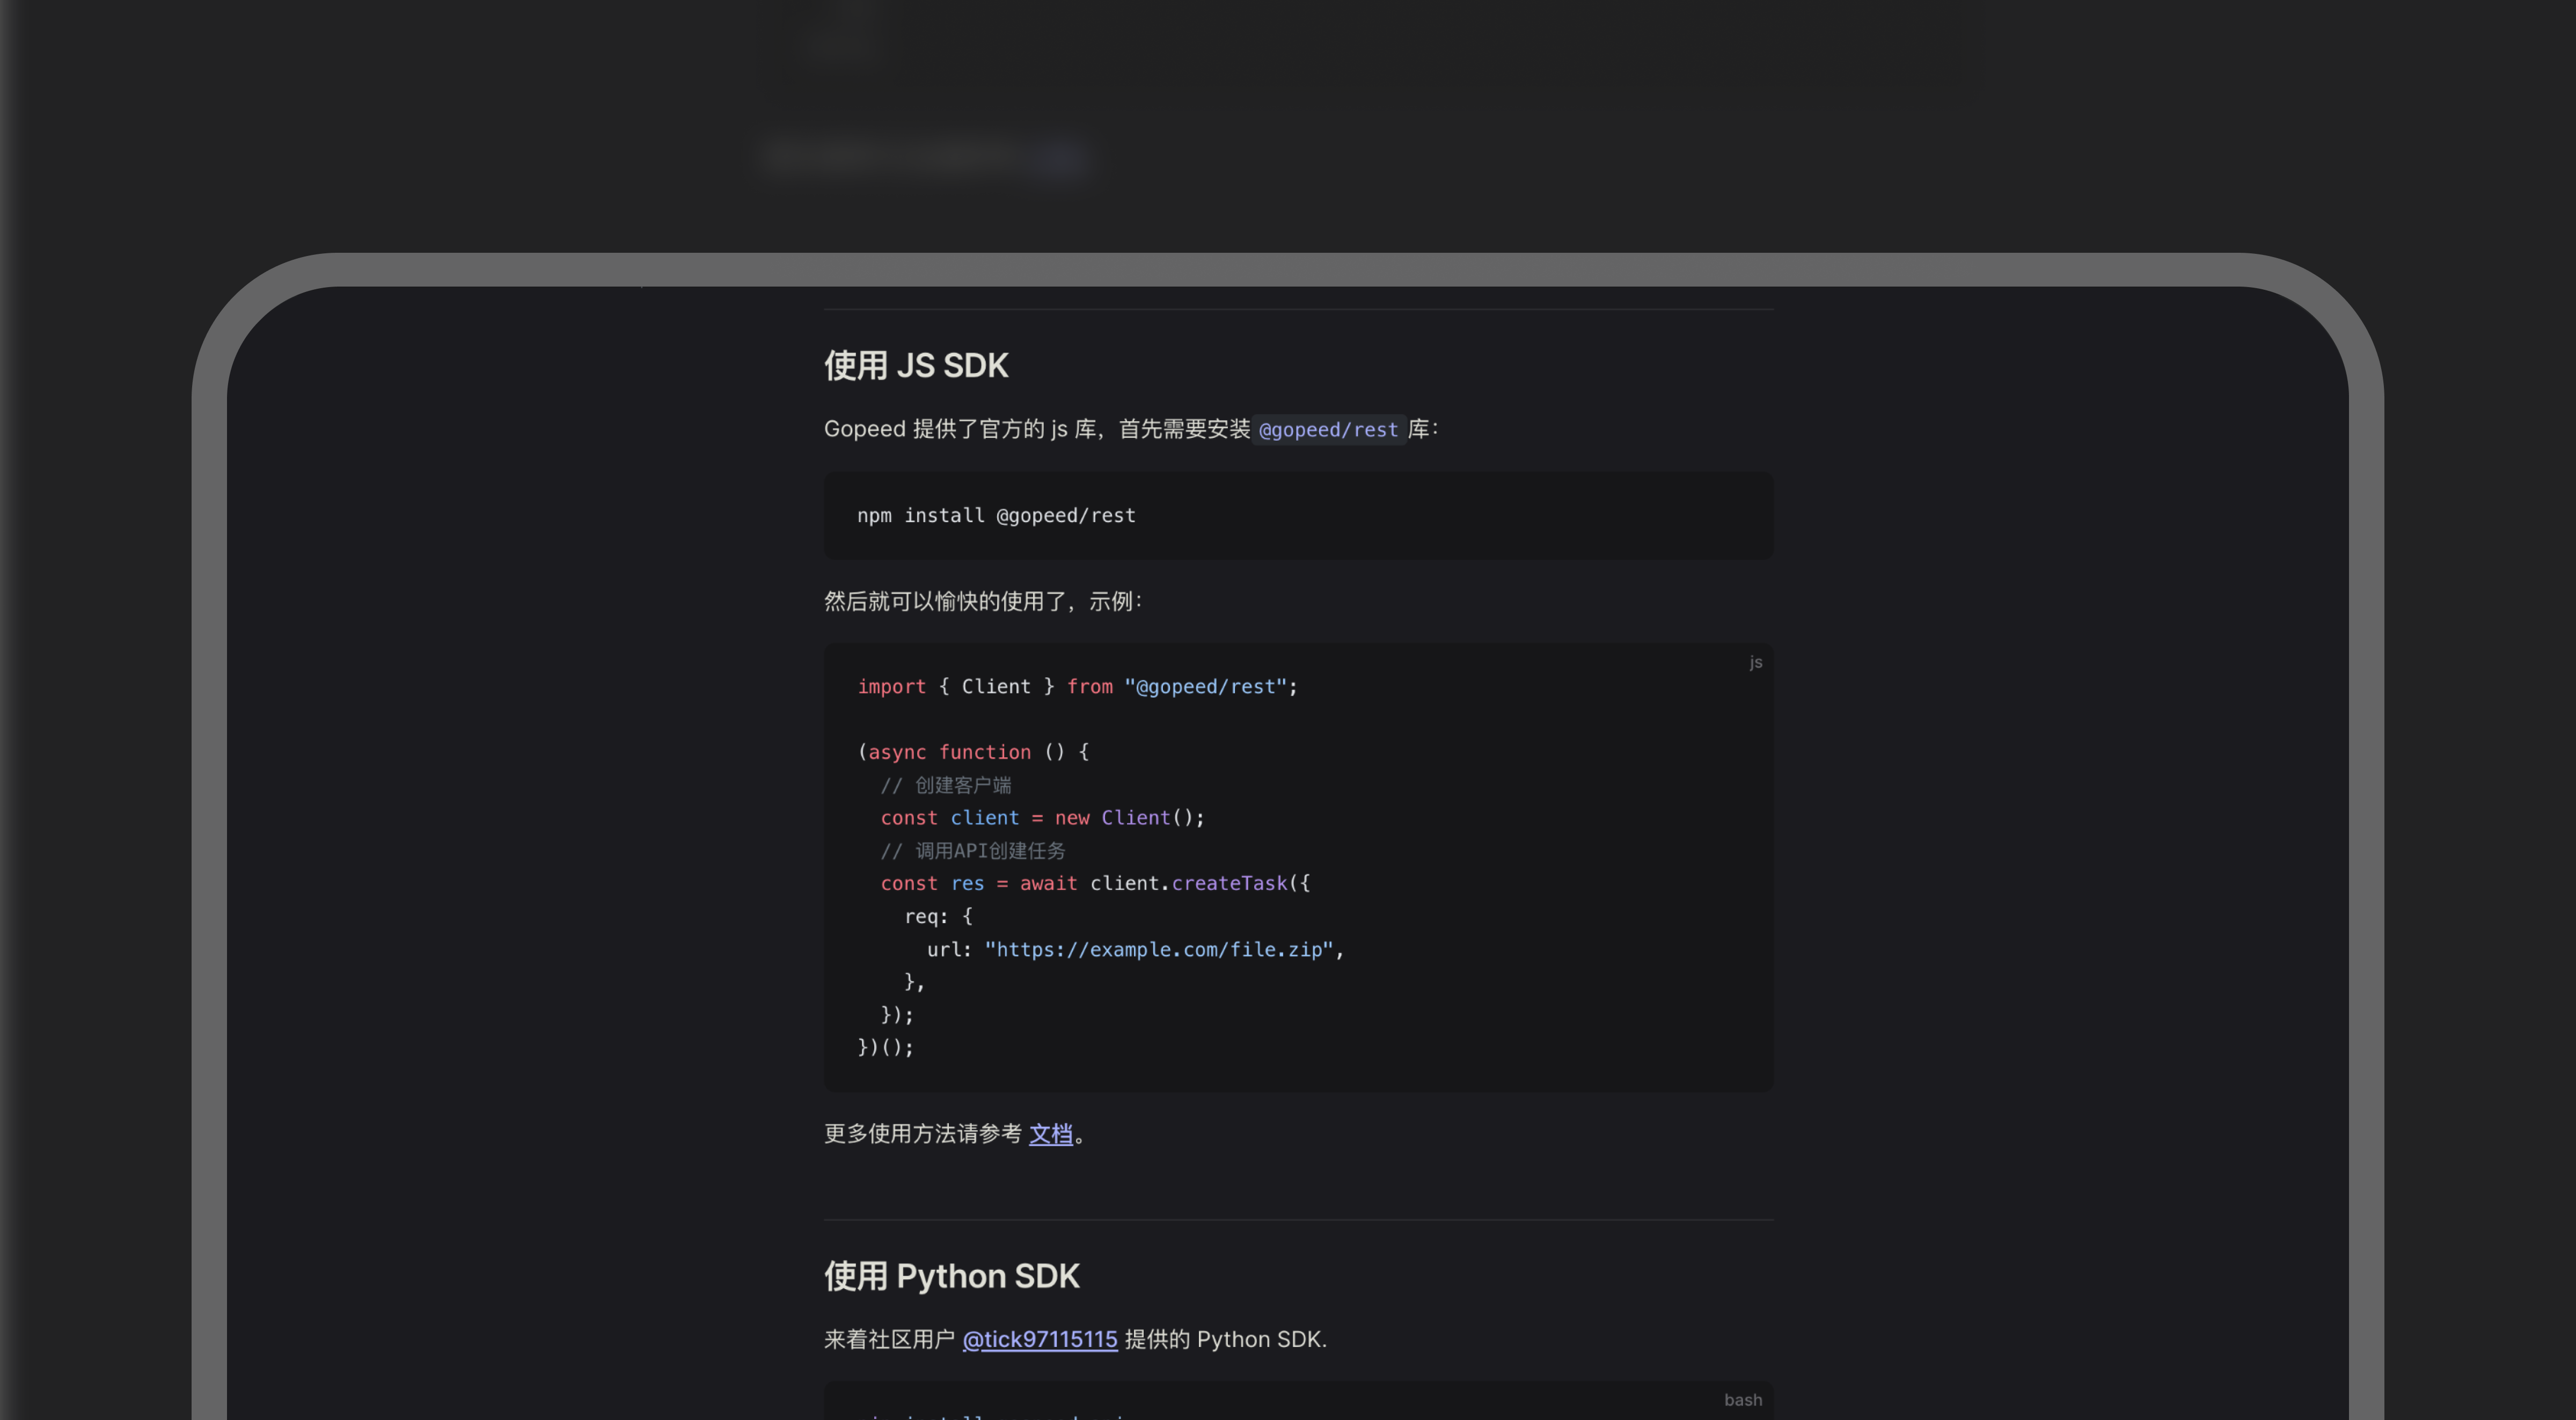 使用 JS SDK
Gopeed 提供了官方的 js 库，首先需要安装 @gopeed/rest 库：
npm install @gopeed/rest
然后就可以愉快的使用了，示例：
js
import { Client } from "@gopeed/rest";
(async function () {
  // 创建客户端
  const client = new Client();
  // 调用API创建任务
  const res = await client.createTask({
    req: {
      url: "https://example.com/file.zip",
    },
  });
})();
更多使用方法请参考 文档。
使用 Python SDK
来着社区用户 @tick97115115 提供的 Python SDK.
bash